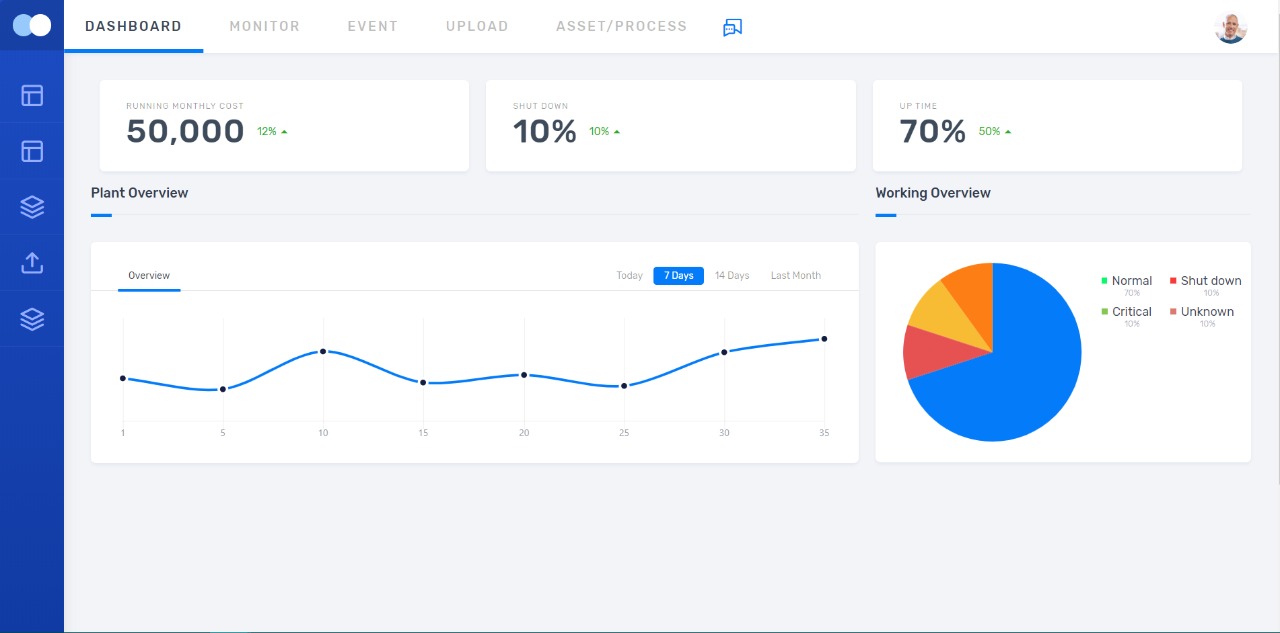 DASHBOARD MONITOR EVENT UPLOAD ASSET/PROCESS
RUNNING MONTHLY COST
50,000 12%
SHUT DOWN
10% 10%
UP TIME
70% 50%
Plant Overview
Working Overview
Overview Today 7 Days 14 Days Last Month
1 5 10 15 20 25 30 35
Normal Shut down
70% 10%
Critical Unknown
10% 10%